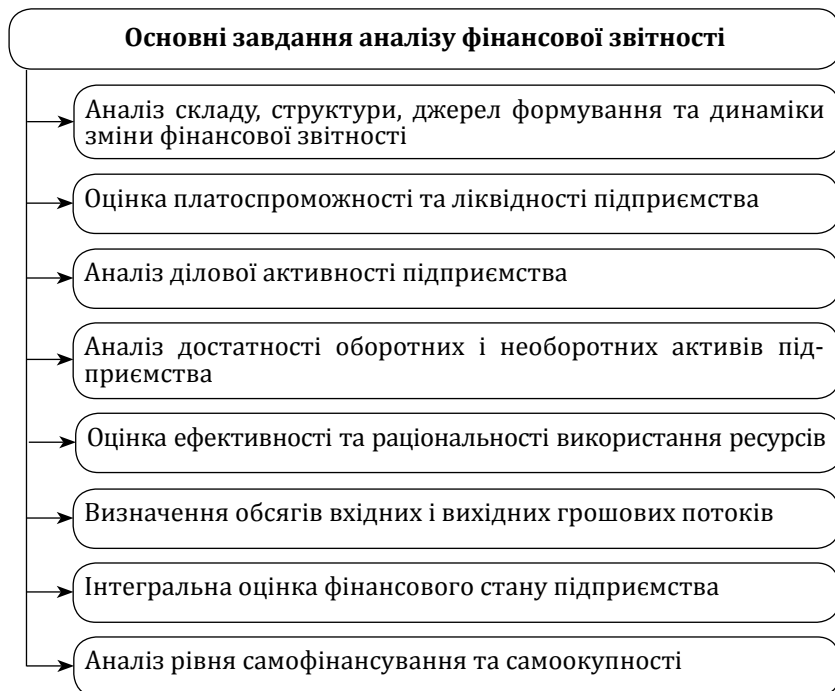 Основні завдання аналізу фінансової звітності
Аналіз складу, структури, джерел формування та динаміки
зміни фінансової звітності
Оцінка платоспроможності та ліквідності підприємства
Аналіз ділової активності підприємства
Аналіз достатності оборотних і необоротних активів під-
приємства
Оцінка ефективності та раціональності використання ресурсів
Визначення обсягів вхідних і вихідних грошових потоків
Інтегральна оцінка фінансового стану підприємства
Аналіз рівня самофінансування та самоокупності